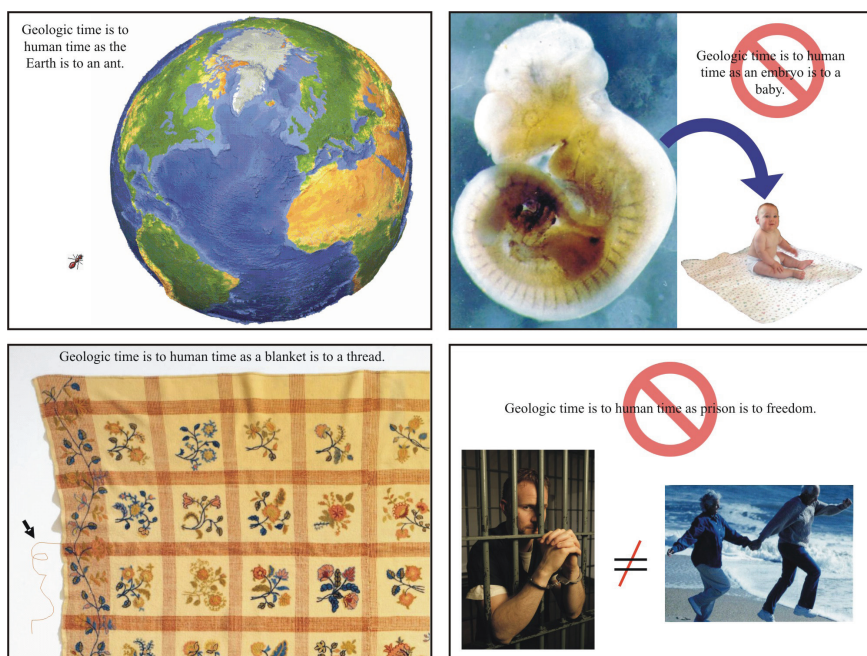 Geologic time is to
human time as the
Earth is to an ant.
Geologic time is to human
time as an embryo is to a
baby.
Geologic time is to human time as a blanket is to a thread.
Geologic time is to human time as prison is to freedom.